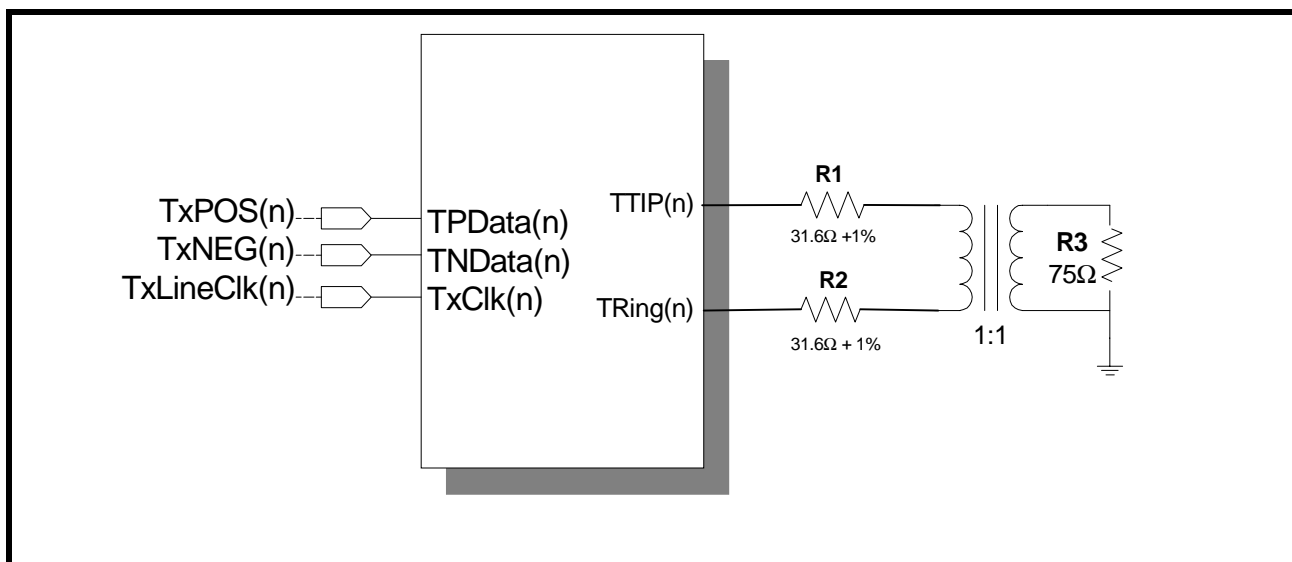 TxPOS(n)
TxNEG(n)
TxLineClk(n)
TPData(n)
TNData(n)
TxClk(n)
TTIP(n)
TRing(n)
R1
31.6Ω +1%
R2
31.6Ω + 1%
1:1
R3
75Ω